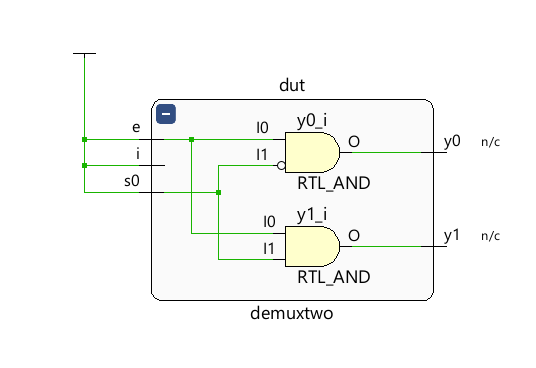 dut
e
i
s0
I0
I1
y0_i
O
RTL_AND
y0
n/c
I0
I1
y1_i
O
RTL_AND
y1
n/c
demuxtwo